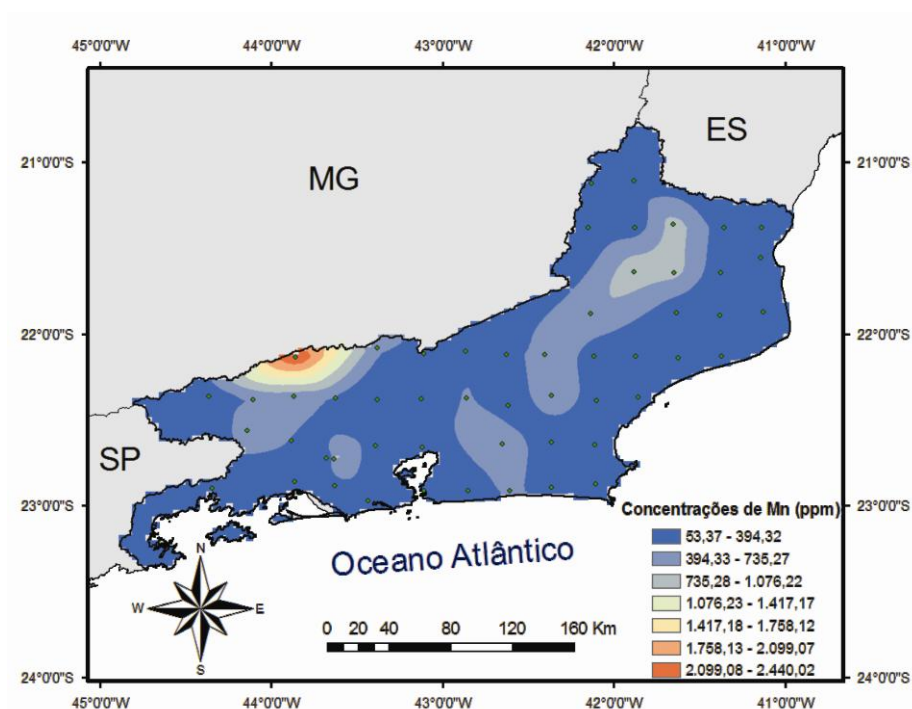 45°0'0"W 44°0'0"W 43°0'0"W 42°0'0"W 41°0'0"W
ES
21°0'0"S 21°0'0"S
MG
22°0'0"S 22°0'0"S
SP
23°0'0"S 23°0'0"S
Concentrações de Mn (ppm)
53,37 - 394,32
394,33 - 735,27
735,28 - 1.076,22
1.076,23 - 1.417,17
1.417,18 - 1.758,12
1.758,13 - 2.099,07
2.099,08 - 2.440,02
Oceano Atlântico
N
W E
S
0 20 40 80 120 160 Km
24°0'0"S 24°0'0"S
45°0'0"W 44°0'0"W 43°0'0"W 42°0'0"W 41°0'0"W